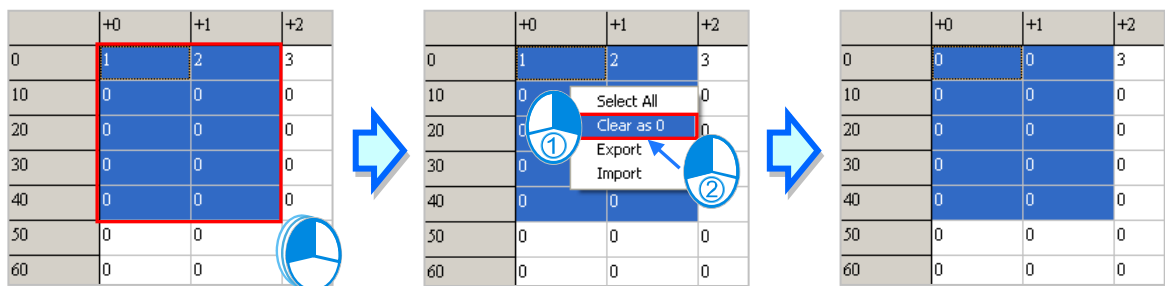 +0 +1 +2
0 1 2 3
10 0 0 0
20 0 0 0
30 0 0 0
40 0 0 0
50 0 0
60 0 0
+0 +1 +2
0 1 2 3
10 0 0
20 0 0
30 0
40 0 0
50 0 0 0
60 0 0 0
Select All
Clear as 0
Export
Import
①
②
+0 +1 +2
0 0 0 3
10 0 0 0
20 0 0 0
30 0 0 0
40 0 0 0
50 0 0 0
60 0 0 0